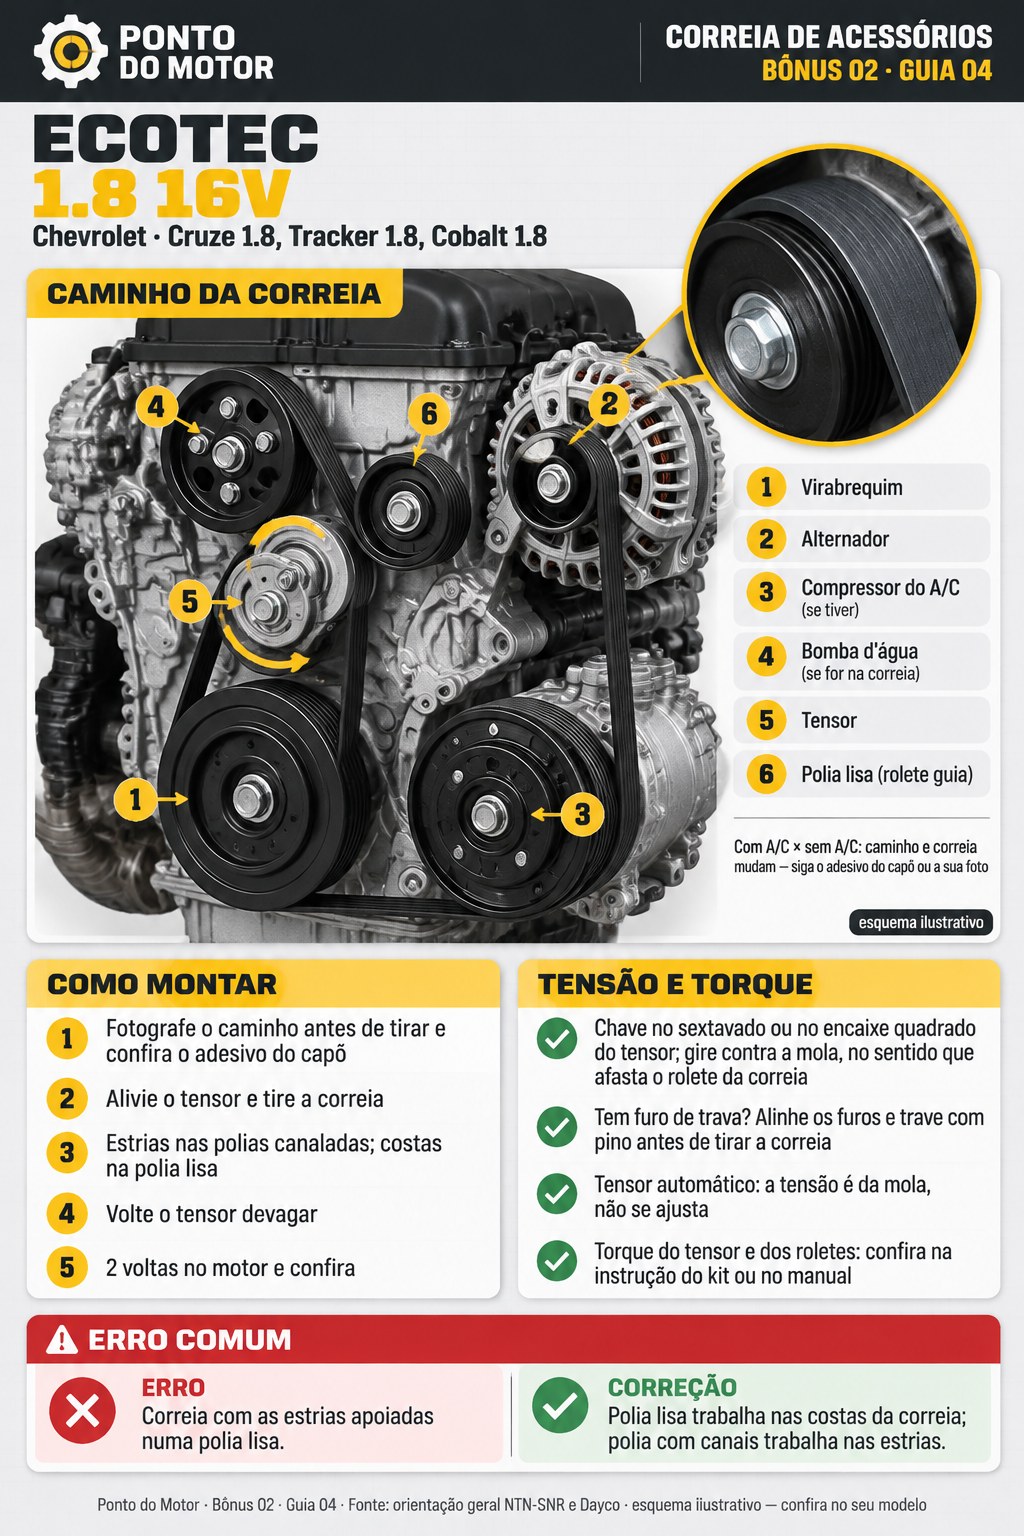 PONTO
DO MOTOR
CORREIA DE ACESSÓRIOS
BÔNUS 02 · GUIA 04
ECOTEC
1.8 16V
Chevrolet · Cruze 1.8, Tracker 1.8, Cobalt 1.8
CAMINHO DA CORREIA
4
6
2
5
1
3
1 Virabrequim
2 Alternador
3 Compressor do A/C
(se tiver)
4 Bomba d'água
(se for na correia)
5 Tensor
6 Polia lisa (rolete guia)
Com A/C × sem A/C: caminho e correia
mudam — siga o adesivo do capô ou a sua foto
esquema ilustrativo
COMO MONTAR
1 Fotografe o caminho antes de tirar e
confira o adesivo do capô
2 Alivie o tensor e tire a correia
3 Estrias nas polias canaladas; costas
na polia lisa
4 Volte o tensor devagar
5 2 voltas no motor e confira
TENSÃO E TORQUE
Chave no sextavado ou no encaixe quadrado
do tensor; gire contra a mola, no sentido que
afasta o rolete da correia
Tem furo de trava? Alinhe os furos e trave com
pino antes de tirar a correia
Tensor automático: a tensão é da mola,
não se ajusta
Torque do tensor e dos roletes: confira na
instrução do kit ou no manual
ERRO COMUM
ERRO
Correia com as estrias apoiadas
numa polia lisa.
CORREÇÃO
Polia lisa trabalha nas costas da correia;
polia com canais trabalha nas estrias.
Ponto do Motor · Bônus 02 · Guia 04 · Fonte: orientação geral NTN-SNR e Dayco · esquema ilustrativo — confira no seu modelo